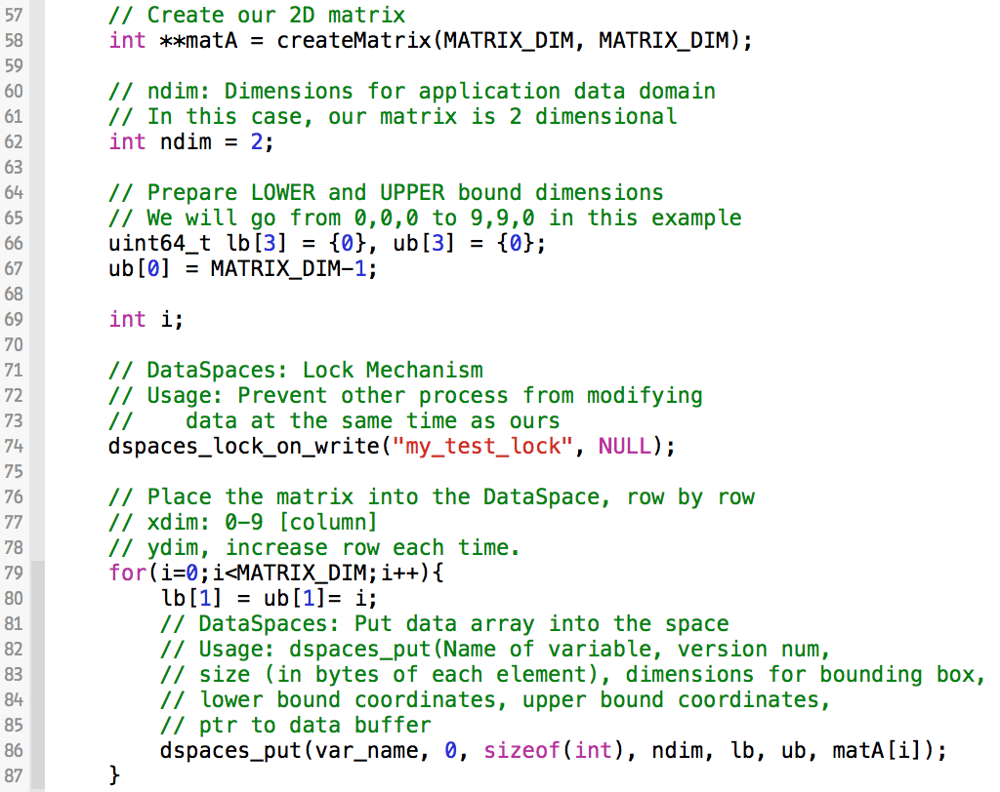 57 // Create our 2D matrix
58 int **matA = createMatrix(MATRIX_DIM, MATRIX_DIM);
59
60 // ndim: Dimensions for application data domain
61 // In this case, our matrix is 2 dimensional
62 int ndim = 2;
63
64 // Prepare LOWER and UPPER bound dimensions
65 // We will go from 0,0,0 to 9,9,0 in this example
66 uint64_t lb[3] = {0}, ub[3] = {0};
67 ub[0] = MATRIX_DIM-1;
68
69 int i;
70
71 // DataSpaces: Lock Mechanism
72 // Usage: Prevent other process from modifying
73 //    data at the same time as ours
74 dspaces_lock_on_write("my_test_lock", NULL);
75
76 // Place the matrix into the DataSpace, row by row
77 // xdim: 0-9 [column]
78 // ydim, increase row each time.
79 for(i=0;i<MATRIX_DIM;i++){
80     lb[1] = ub[1]= i;
81     // DataSpaces: Put data array into the space
82     // Usage: dspaces_put(Name of variable, version num,
83     // size (in bytes of each element), dimensions for bounding box,
84     // lower bound coordinates, upper bound coordinates,
85     // ptr to data buffer
86     dspaces_put(var_name, 0, sizeof(int), ndim, lb, ub, matA[i]);
87 }